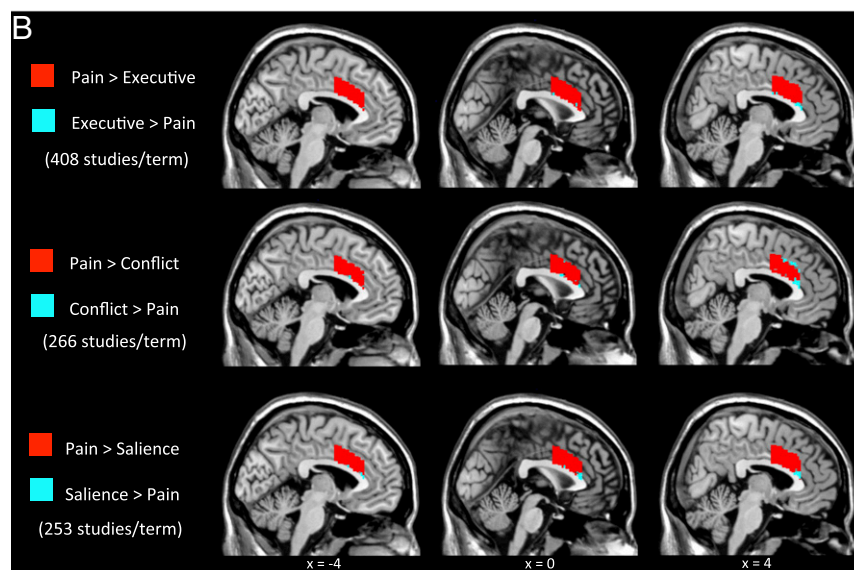 B
Pain > Executive
Executive > Pain
(408 studies/term)
Pain > Conflict
Conflict > Pain
(266 studies/term)
Pain > Salience
Salience > Pain
(253 studies/term)
x = -4
x = 0
x = 4